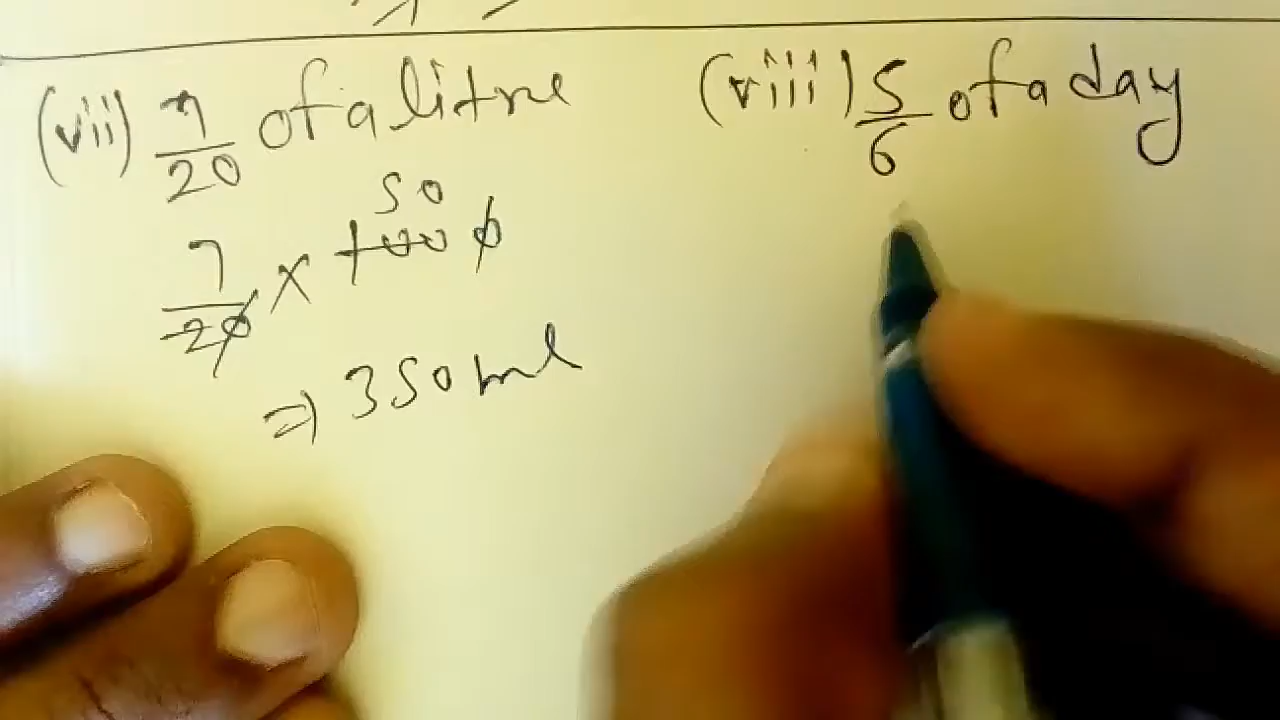 (vii) 7/20 of a litre
50
7/20 × 1000
⇒ 350 ml
(viii) 5/6 of a day